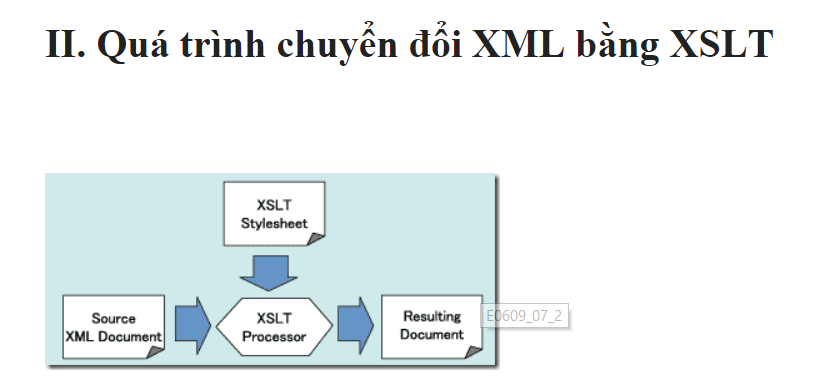 II. Quá trình chuyển đổi XML bằng XSLT
XSLT
Stylesheet
Source
XML Document
XSLT
Processor
Resulting
Document
E0609_07_2